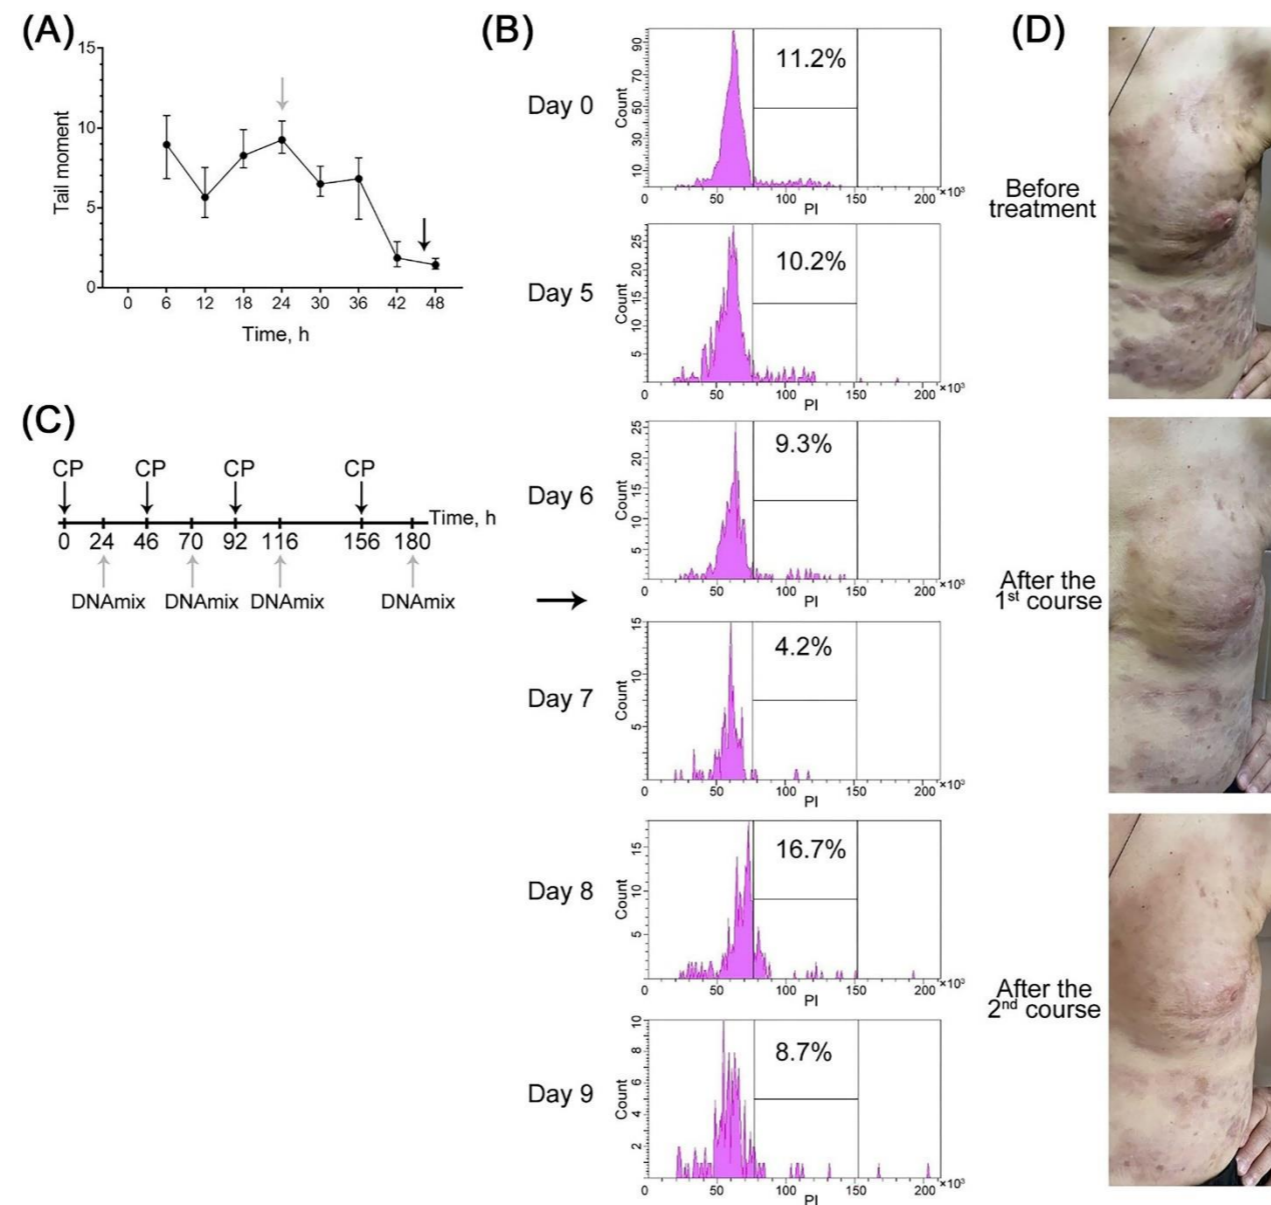 (A)
15
10
5
0
Tail moment
0 6 12 18 24 30 36 42 48
Time, h
(B)
Day 0
11.2%
Count
90
70
50
30
10
0 50 100 150 200 ×10³
PI
Day 5
10.2%
Count
25
20
15
10
5
0 50 100 150 200 ×10³
PI
Day 6
9.3%
Count
25
20
15
10
5
0 50 100 150 200 ×10³
PI
Day 7
4.2%
Count
15
10
5
0 50 100 150 200 ×10³
PI
Day 8
16.7%
Count
15
10
5
0 50 100 150 200 ×10³
PI
Day 9
8.7%
Count
10
8
6
4
2
0 50 100 150 200 ×10³
PI
(C)
CP CP CP CP
Time, h
0 24 46 70 92 116 156 180
DNAmix DNAmix DNAmix DNAmix
(D)
Before
treatment
After the
1st course
After the
2nd course